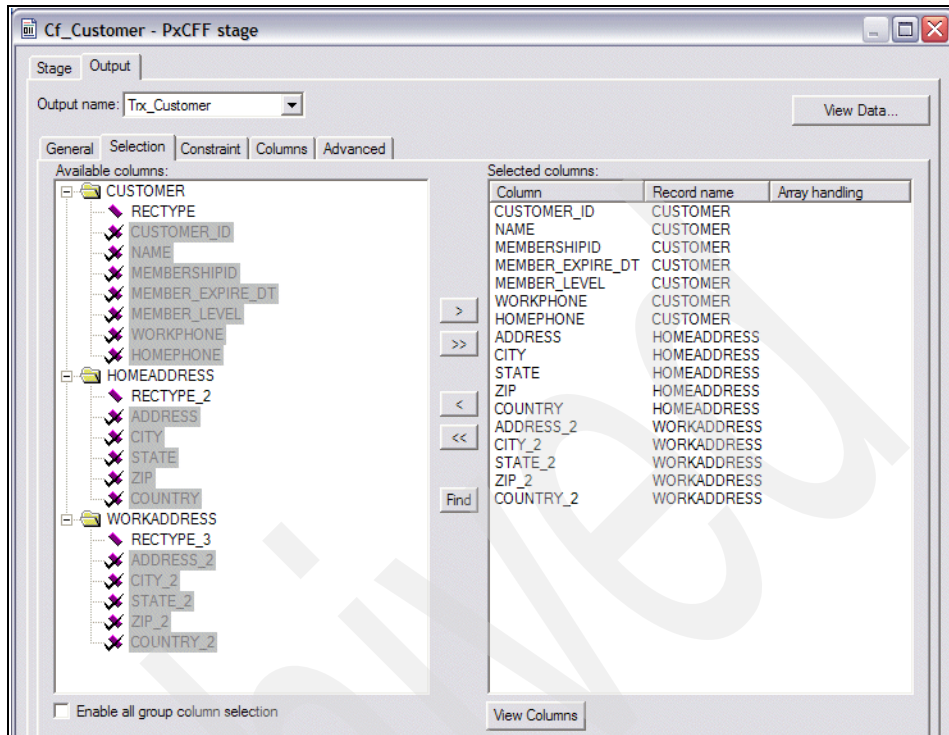 Cf_Customer - PxCFF stage
Stage Output
Output name: Trx_Customer View Data...
General Selection Constraint Columns Advanced
Available columns:
CUSTOMER
RECTYPE
CUSTOMER_ID
NAME
MEMBERSHIPID
MEMBER_EXPIRE_DT
MEMBER_LEVEL
WORKPHONE
HOMEPHONE
HOMEADDRESS
RECTYPE_2
ADDRESS
CITY
STATE
ZIP
COUNTRY
WORKADDRESS
RECTYPE_3
ADDRESS_2
CITY_2
STATE_2
ZIP_2
COUNTRY_2
Enable all group column selection
>
>>
<
<<
Find
Selected columns:
Column Record name Array handling
CUSTOMER_ID CUSTOMER
NAME CUSTOMER
MEMBERSHIPID CUSTOMER
MEMBER_EXPIRE_DT CUSTOMER
MEMBER_LEVEL CUSTOMER
WORKPHONE CUSTOMER
HOMEPHONE CUSTOMER
ADDRESS HOMEADDRESS
CITY HOMEADDRESS
STATE HOMEADDRESS
ZIP HOMEADDRESS
COUNTRY HOMEADDRESS
ADDRESS_2 WORKADDRESS
CITY_2 WORKADDRESS
STATE_2 WORKADDRESS
ZIP_2 WORKADDRESS
COUNTRY_2 WORKADDRESS
View Columns